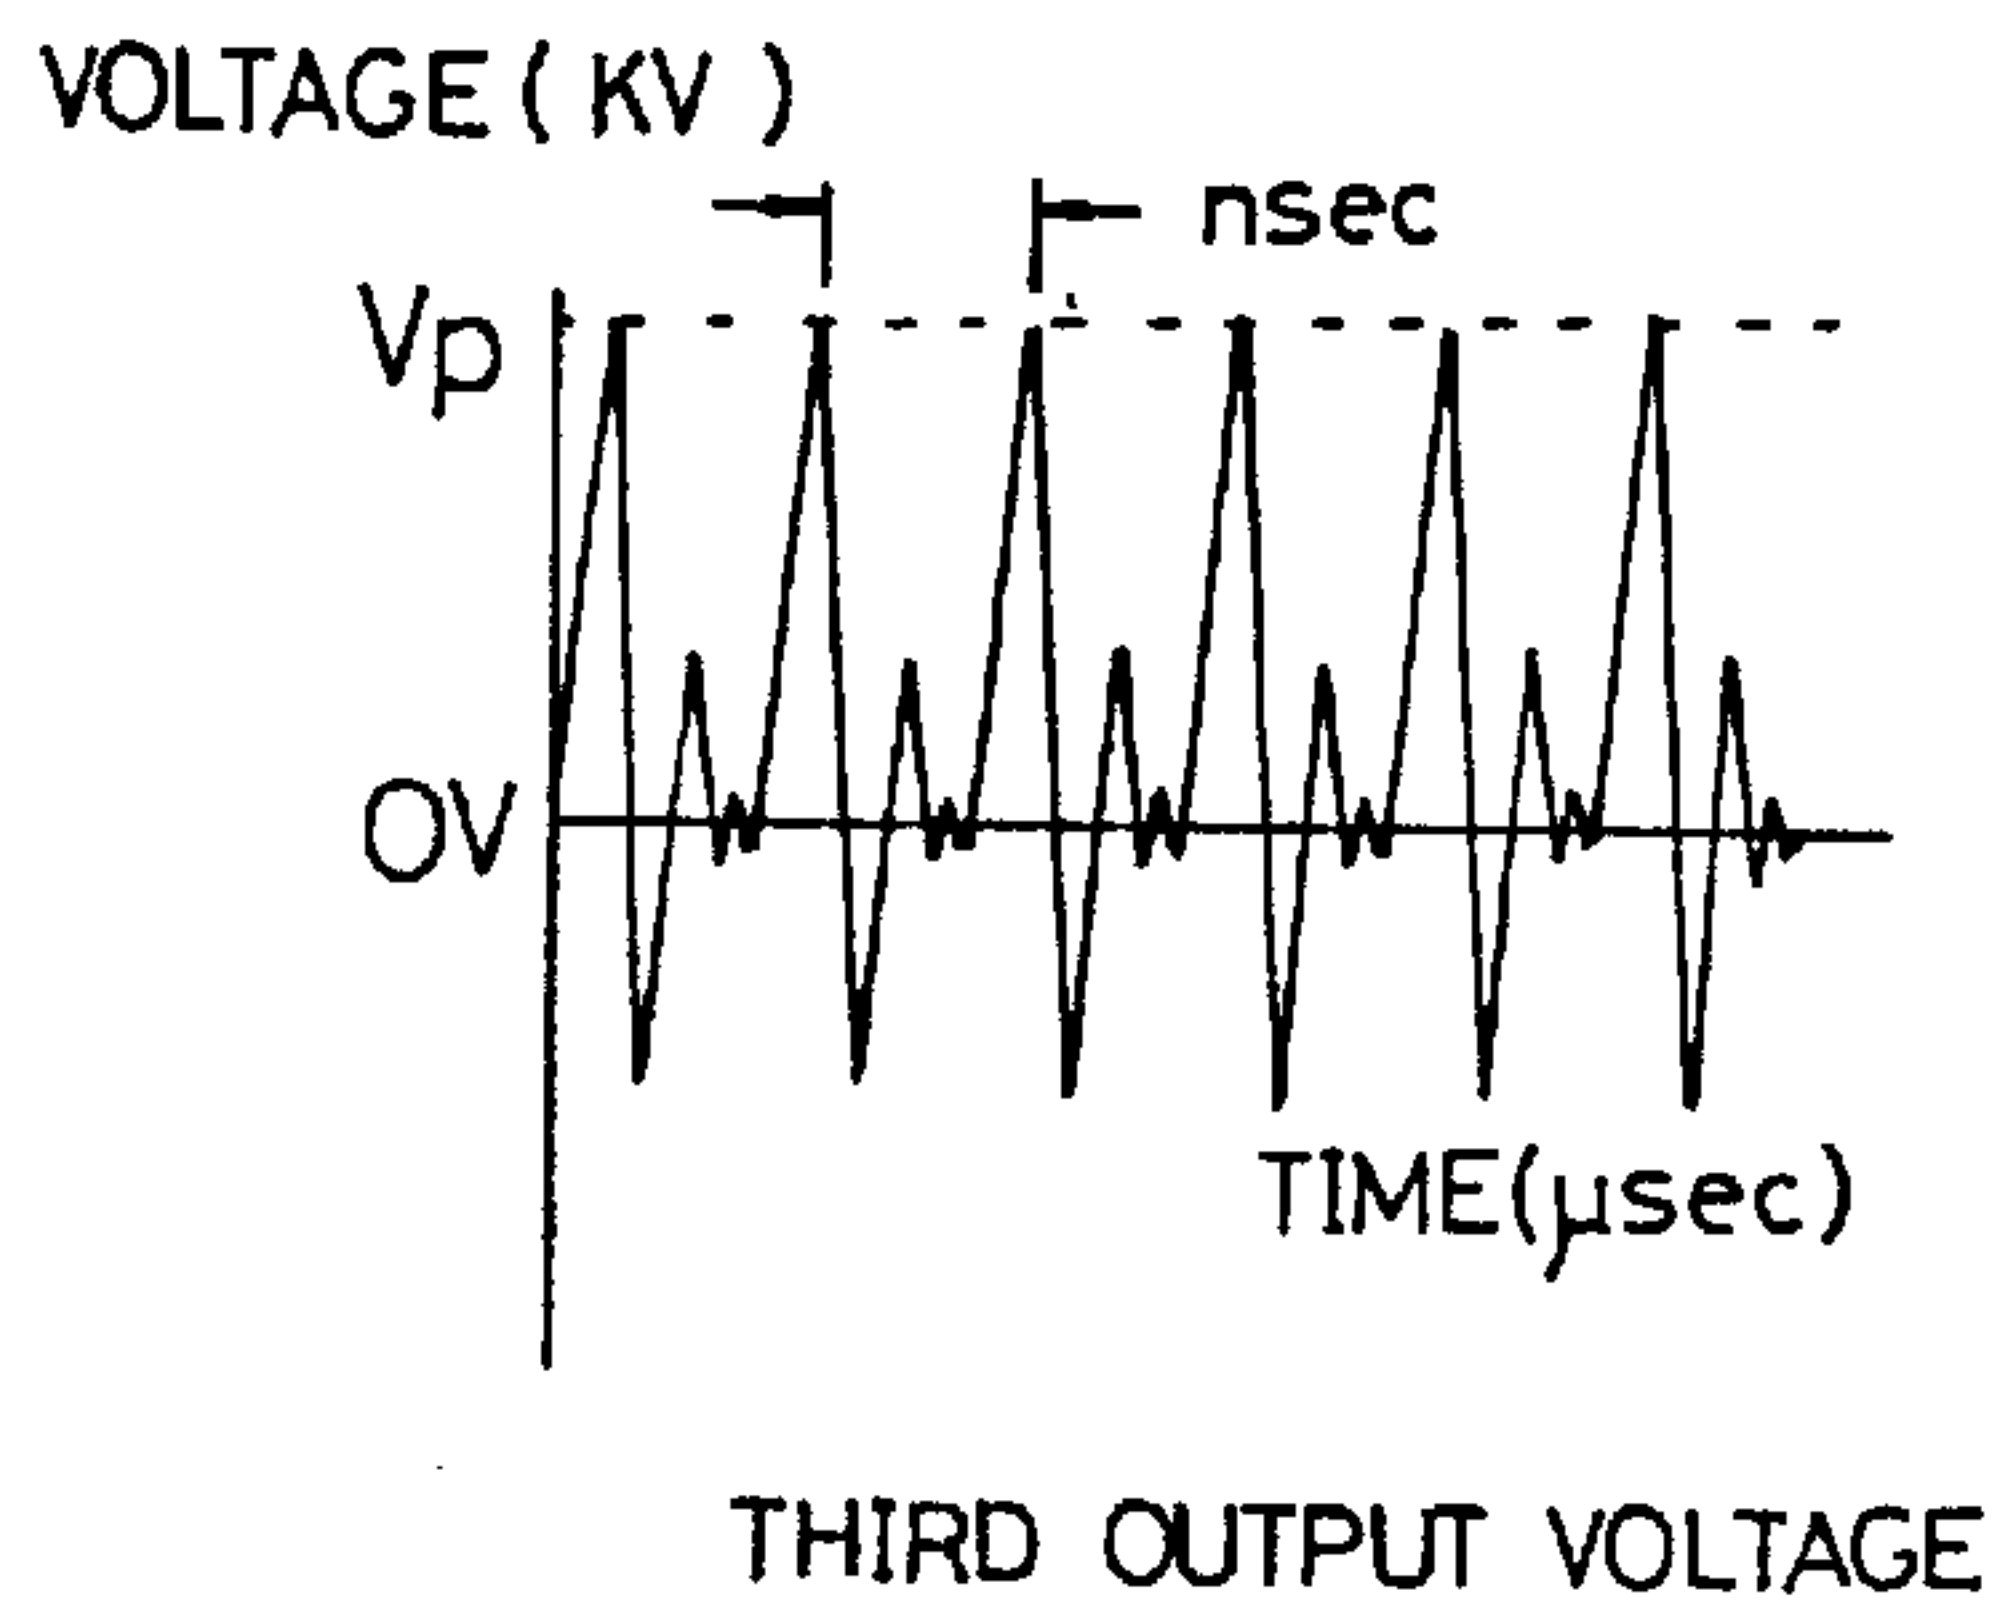 VOLTAGE ( KV )
nsec
Vp
OV
TIME(μsec)
THIRD OUTPUT VOLTAGE